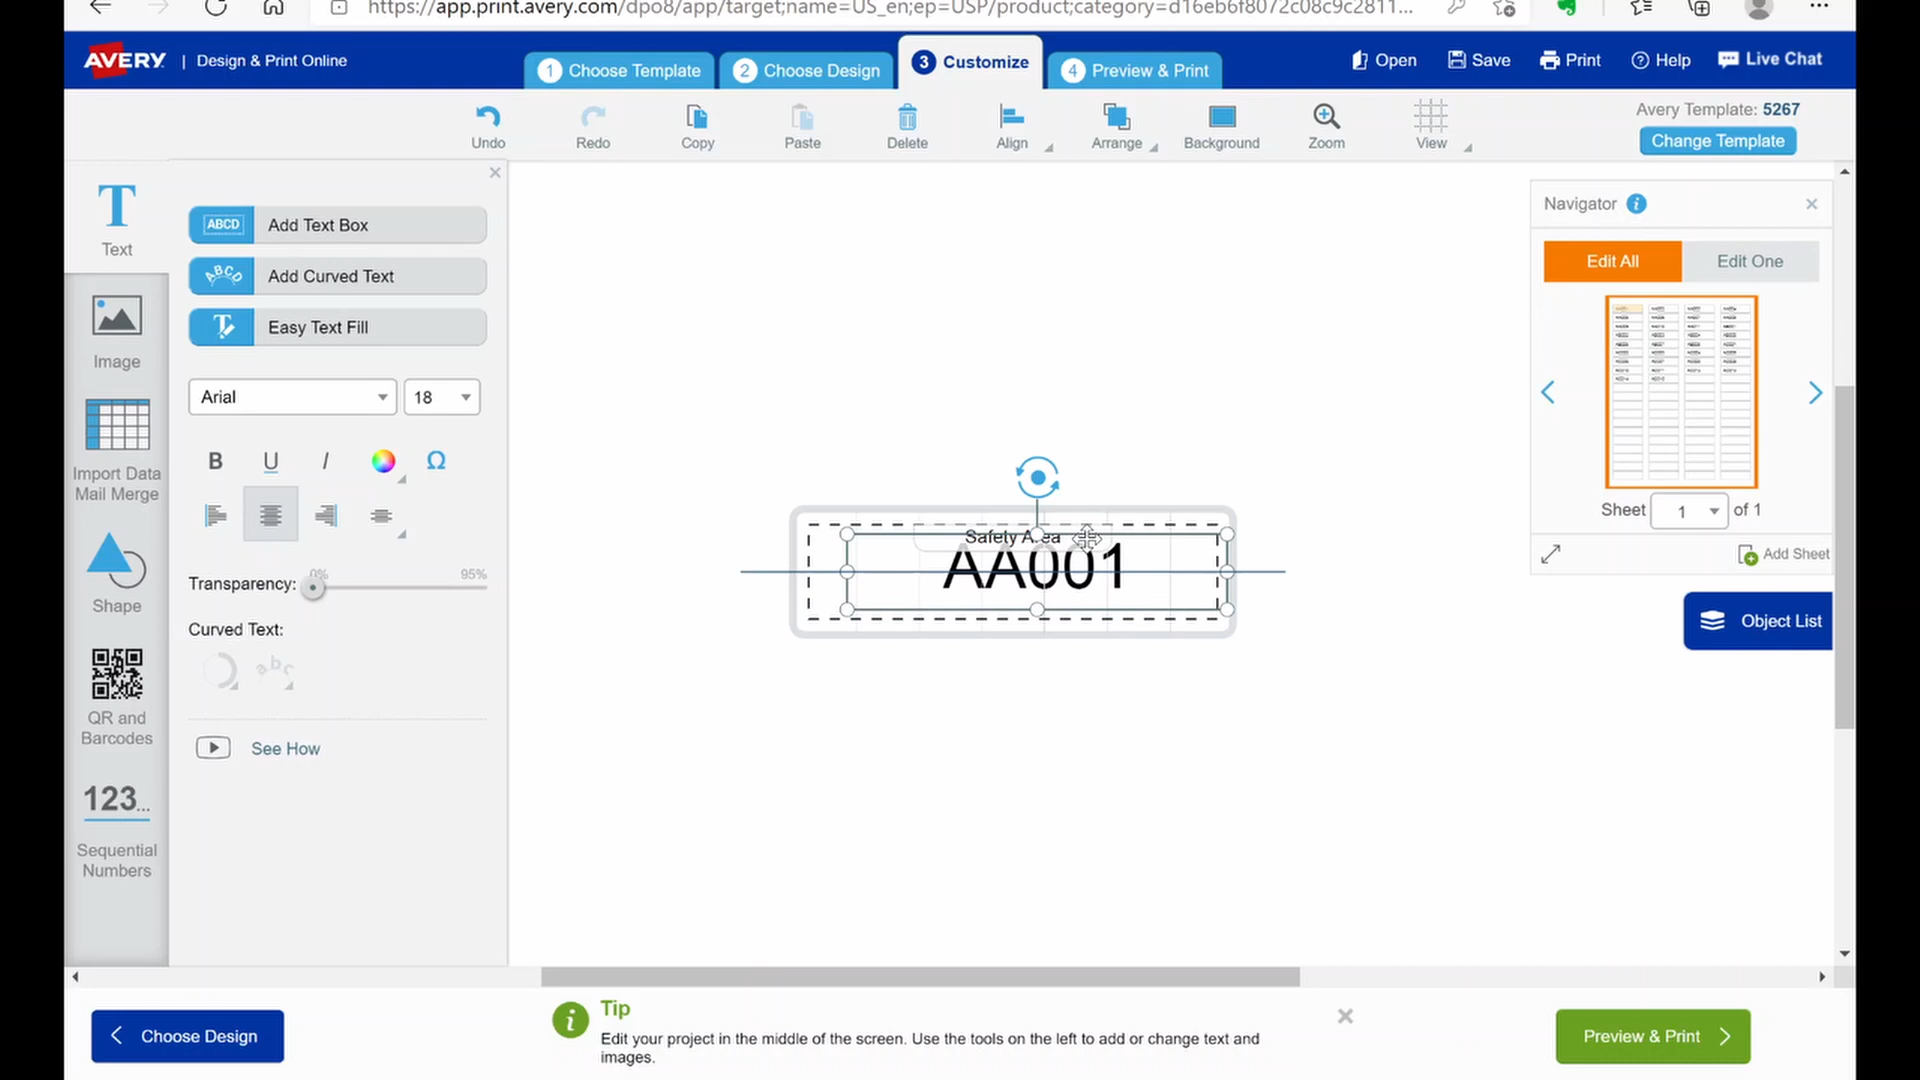 https://app.print.avery.com/dpo8/app/target;name=US_en;ep=USP/product;category=d16eb6f8072c08c9c2811...
AVERY | Design & Print Online
1 Choose Template
2 Choose Design
3 Customize
4 Preview & Print
Open
Save
Print
Help
Live Chat
Undo
Redo
Copy
Paste
Delete
Align
Arrange
Background
Zoom
View
Avery Template: 5267
Change Template
T
Text
Image
Import Data
Mail Merge
Shape
QR and
Barcodes
123...
Sequential
Numbers
ABCD Add Text Box
ABCD Add Curved Text
T Easy Text Fill
Arial
18
B U I Ω
Transparency: 0% 95%
Curved Text:
abc
See How
Safety Area
AA001
Navigator
Edit All
Edit One
Sheet 1 of 1
Add Sheet
Object List
Choose Design
Tip
Edit your project in the middle of the screen. Use the tools on the left to add or change text and
images.
Preview & Print